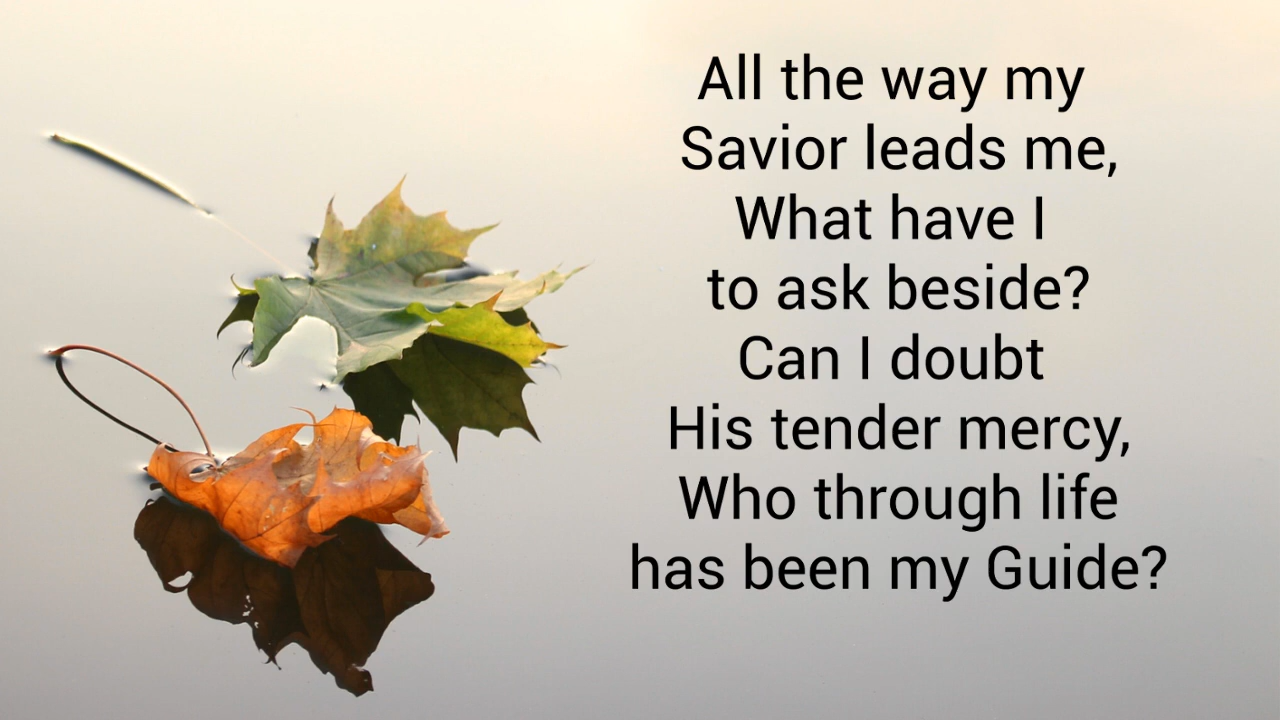 All the way my
Savior leads me,
What have I
to ask beside?
Can I doubt
His tender mercy,
Who through life
has been my Guide?